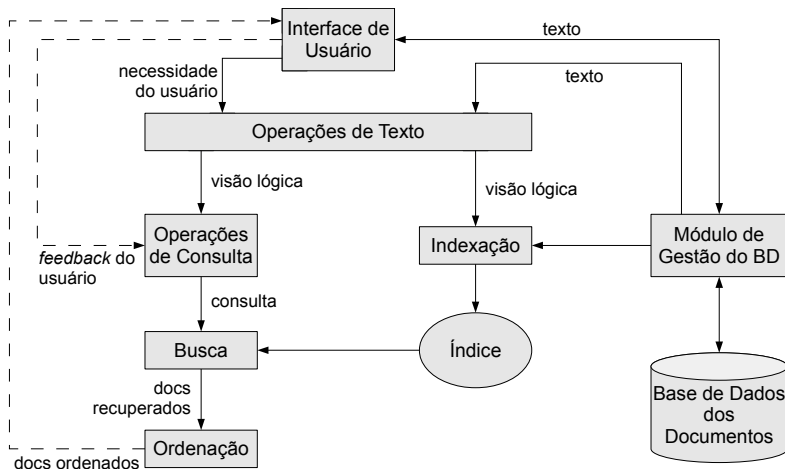 Interface de
Usuário
texto
necessidade
do usuário
texto
Operações de Texto
visão lógica
visão lógica
Operações
de Consulta
feedback do
usuário
Indexação
Módulo de
Gestão do BD
consulta
Busca
Índice
docs
recuperados
Base de Dados
dos
Documentos
Ordenação
docs ordenados